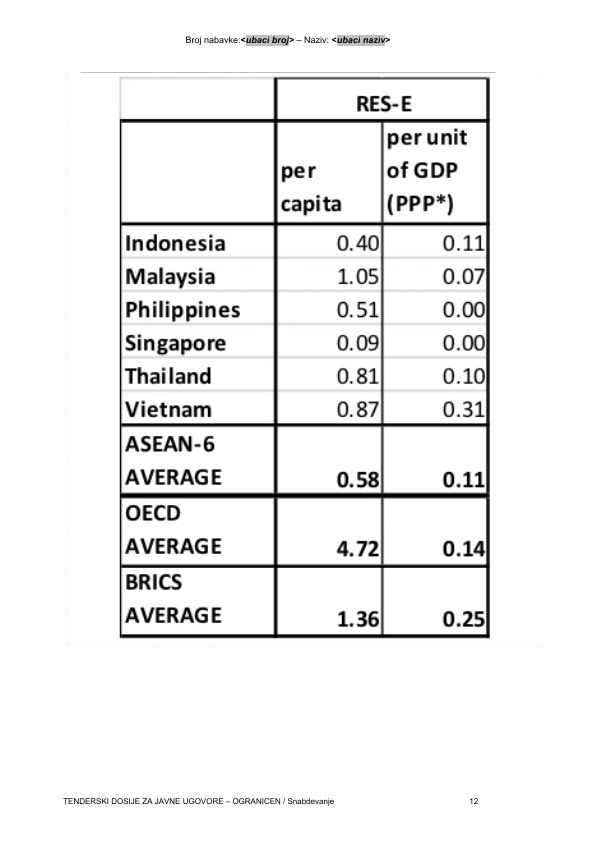 Broj nabavke:<ubaci broj> – Naziv: <ubaci naziv>
RES-E
per capita per unit of GDP (PPP*)
Indonesia 0.40 0.11
Malaysia 1.05 0.07
Philippines 0.51 0.00
Singapore 0.09 0.00
Thailand 0.81 0.10
Vietnam 0.87 0.31
ASEAN-6
AVERAGE 0.58 0.11
OECD
AVERAGE 4.72 0.14
BRICS
AVERAGE 1.36 0.25
TENDERSKI DOSIJE ZA JAVNE UGOVORE – OGRANICEN / Snabdevanje 12